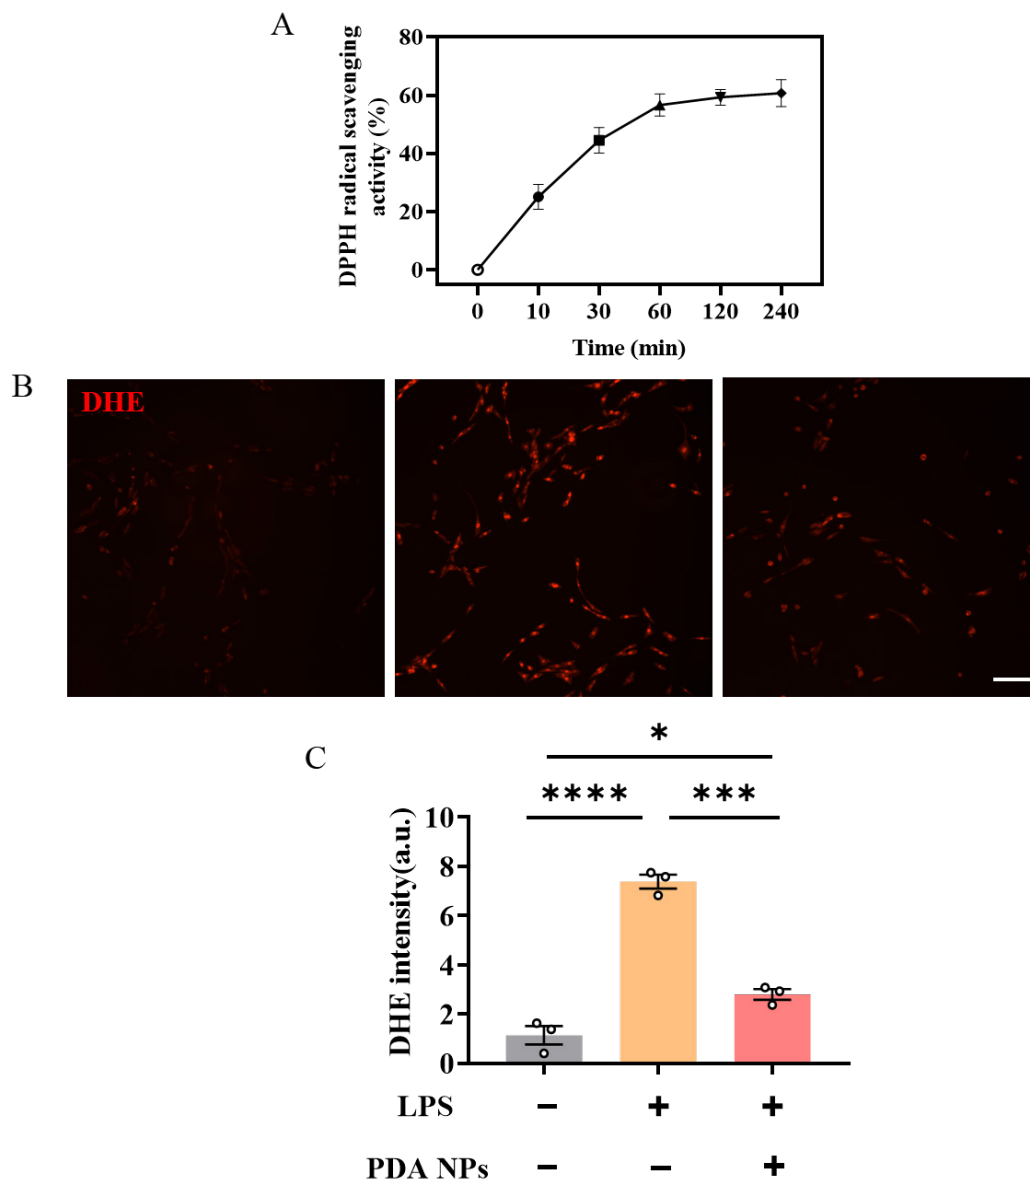 A
DPPH radical scavenging
activity (%)
80
60
40
20
0
0 10 30 60 120 240
Time (min)
B
DHE
C
*
**** ***
DHE intensity(a.u.)
10
8
6
4
2
0
LPS − + +
PDA NPs − − +